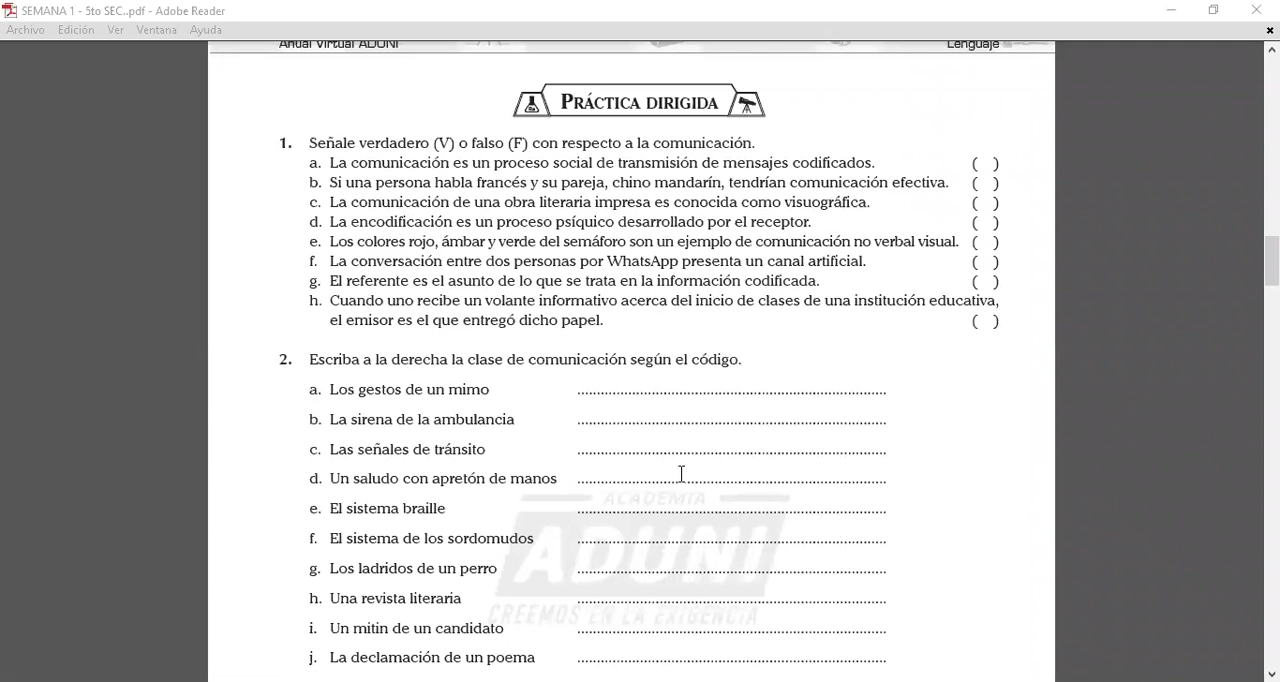 SEMANA 1 - 5to SEC..pdf - Adobe Reader
Archivo Edición Ver Ventana Ayuda
Anual Virtual ADUNI Lenguaje
PRÁCTICA DIRIGIDA
1. Señale verdadero (V) o falso (F) con respecto a la comunicación.
a. La comunicación es un proceso social de transmisión de mensajes codificados. ( )
b. Si una persona habla francés y su pareja, chino mandarín, tendrían comunicación efectiva. ( )
c. La comunicación de una obra literaria impresa es conocida como visuográfica. ( )
d. La encodificación es un proceso psíquico desarrollado por el receptor. ( )
e. Los colores rojo, ámbar y verde del semáforo son un ejemplo de comunicación no verbal visual. ( )
f. La conversación entre dos personas por WhatsApp presenta un canal artificial. ( )
g. El referente es el asunto de lo que se trata en la información codificada. ( )
h. Cuando uno recibe un volante informativo acerca del inicio de clases de una institución educativa,
el emisor es el que entregó dicho papel. ( )
2. Escriba a la derecha la clase de comunicación según el código.
a. Los gestos de un mimo ................................................................................
b. La sirena de la ambulancia ................................................................................
c. Las señales de tránsito ................................................................................
d. Un saludo con apretón de manos ................................................................................
ACADEMIA
e. El sistema braille ................................................................................
f. El sistema de los sordomudos ................................................................................
ADUNI
g. Los ladridos de un perro ................................................................................
h. Una revista literaria ................................................................................
CREEMOS EN LA EXIGENCIA
i. Un mitin de un candidato ................................................................................
j. La declamación de un poema ................................................................................